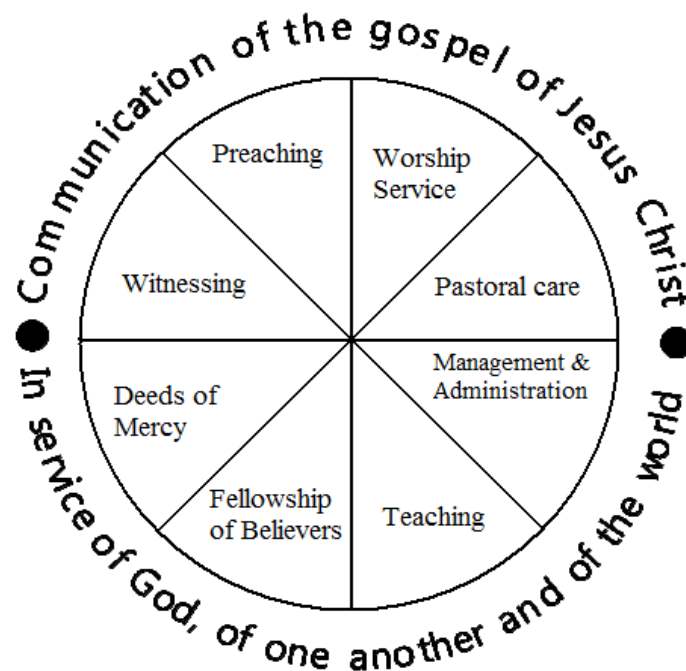 Communication of the gospel of Jesus Christ
Preaching
Worship
Service
Witnessing
Pastoral care
Deeds of
Mercy
Management &
Administration
Fellowship
of Believers
Teaching
In service of God, of one another and of the world